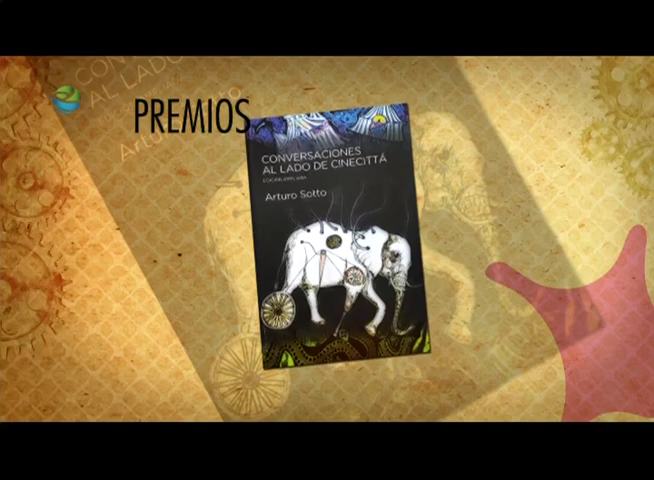 PREMIOS
CONVERSACIONES
AL LADO DE CINECITTÁ
Arturo Sotto